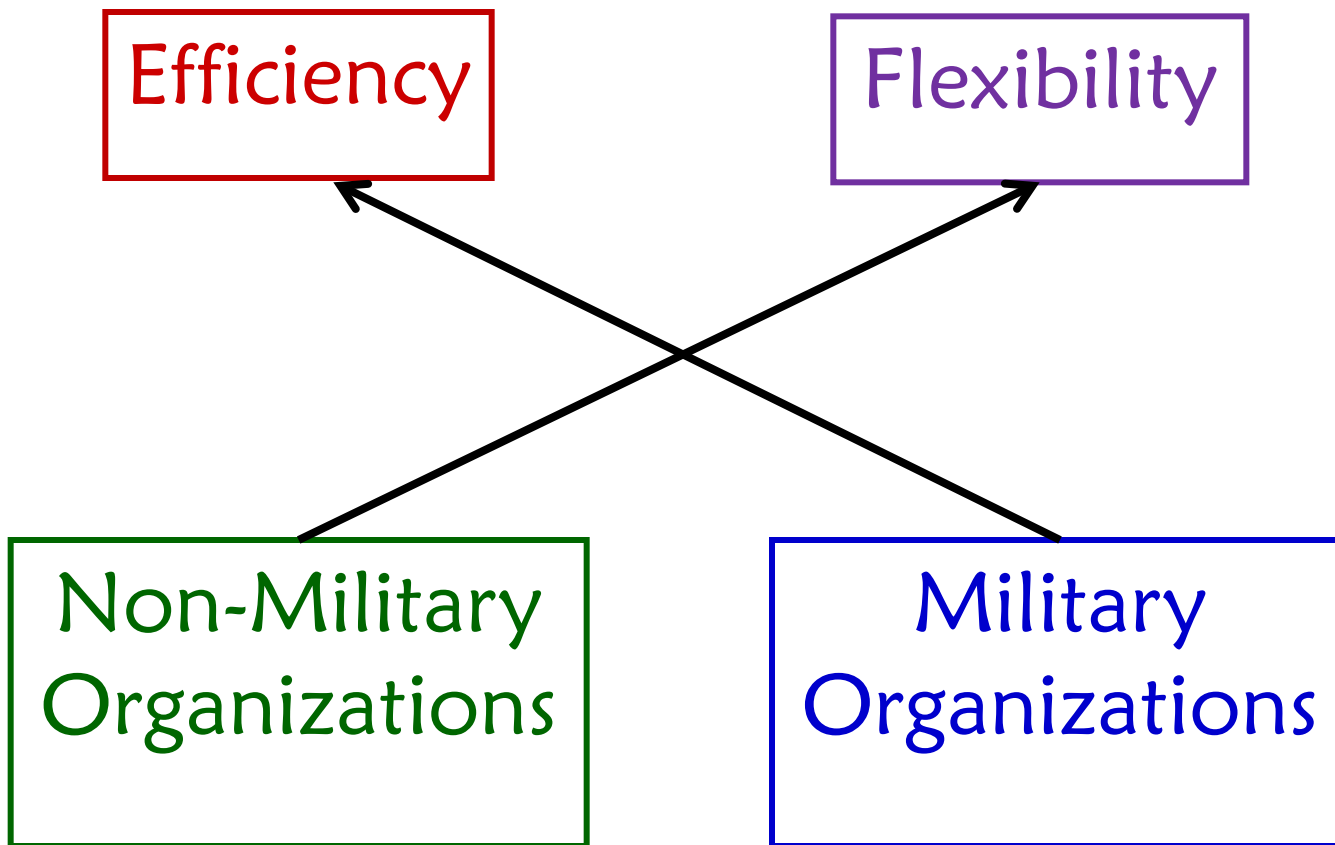 Efficiency
Flexibility
Non-Military
Organizations
Military
Organizations